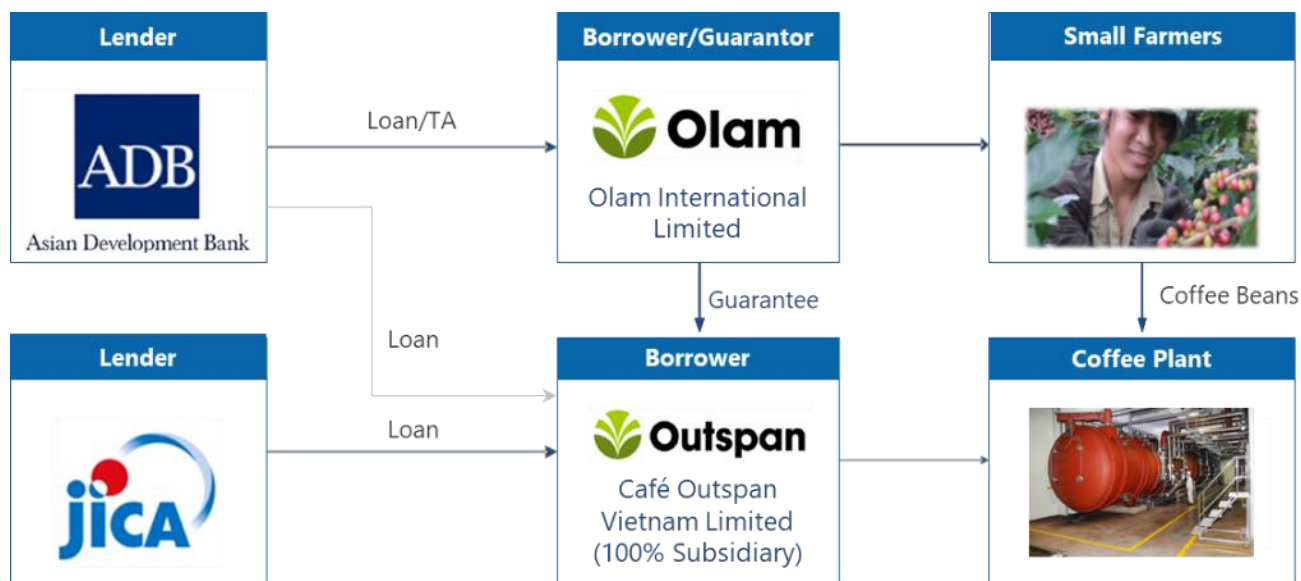 Lender
ADB
Asian Development Bank
Loan/TA
Borrower/Guarantor
Olam
Olam International
Limited
Small Farmers
Guarantee
Coffee Beans
Loan
Lender
jica
Loan
Borrower
Outspan
Café Outspan
Vietnam Limited
(100% Subsidiary)
Coffee Plant